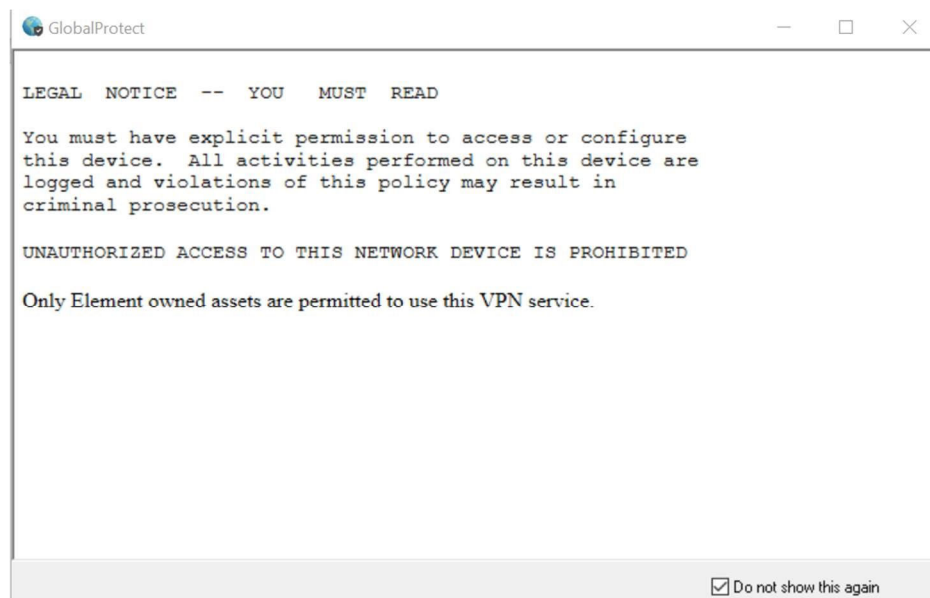 GlobalProtect
LEGAL NOTICE -- YOU MUST READ
You must have explicit permission to access or configure
this device. All activities performed on this device are
logged and violations of this policy may result in
criminal prosecution.
UNAUTHORIZED ACCESS TO THIS NETWORK DEVICE IS PROHIBITED
Only Element owned assets are permitted to use this VPN service.
Do not show this again